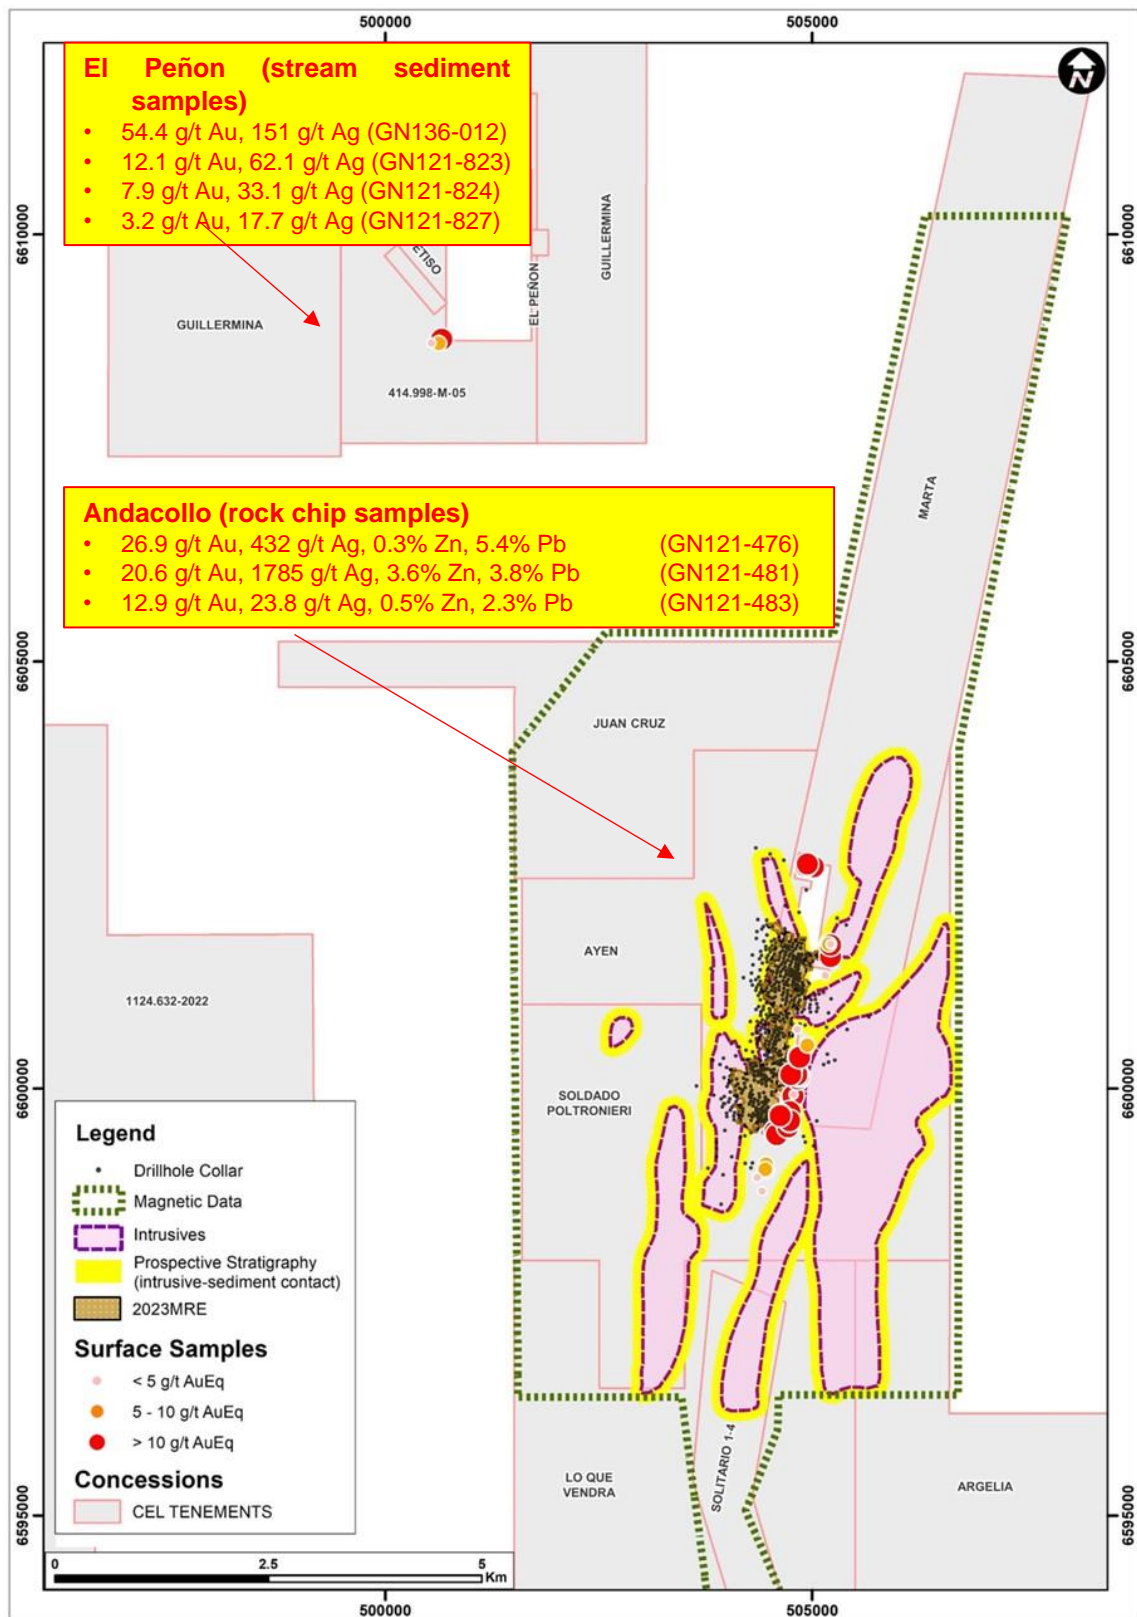 500000
505000
N
El Peñon (stream sediment
samples)
• 54.4 g/t Au, 151 g/t Ag (GN136-012)
• 12.1 g/t Au, 62.1 g/t Ag (GN121-823)
• 7.9 g/t Au, 33.1 g/t Ag (GN121-824)
• 3.2 g/t Au, 17.7 g/t Ag (GN121-827)
6610000
6610000
ETISO
EL PEÑON
GUILLERMINA
GUILLERMINA
414.998-M-05
MARTA
Andacollo (rock chip samples)
• 26.9 g/t Au, 432 g/t Ag, 0.3% Zn, 5.4% Pb (GN121-476)
• 20.6 g/t Au, 1785 g/t Ag, 3.6% Zn, 3.8% Pb (GN121-481)
• 12.9 g/t Au, 23.8 g/t Ag, 0.5% Zn, 2.3% Pb (GN121-483)
6605000
6605000
JUAN CRUZ
AYEN
1124.632-2022
6600000
6600000
SOLDADO
POLTRONIERI
Legend
Drillhole Collar
Magnetic Data
Intrusives
Prospective Stratigraphy
(intrusive-sediment contact)
2023MRE
Surface Samples
< 5 g/t AuEq
5 - 10 g/t AuEq
> 10 g/t AuEq
Concessions
CEL TENEMENTS
LO QUE
VENDRA
SOLITARIO 1-4
ARGELIA
6595000
6595000
0 2.5 5
Km
500000
505000